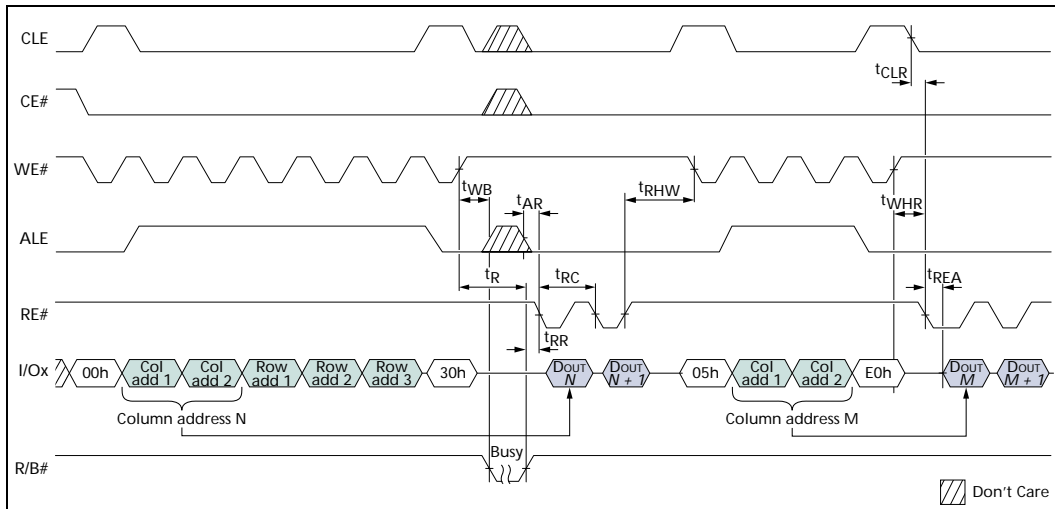 CLE
tCLR
CE#
WE#
tWB
tAR
tRHW
tWHR
ALE
tR
tRC
tREA
RE#
tRR
I/Ox
00h
Col add 1
Col add 2
Row add 1
Row add 2
Row add 3
30h
DOUT N
DOUT N + 1
05h
Col add 1
Col add 2
E0h
DOUT M
DOUT M + 1
Column address N
Column address M
Busy
R/B#
Don't Care